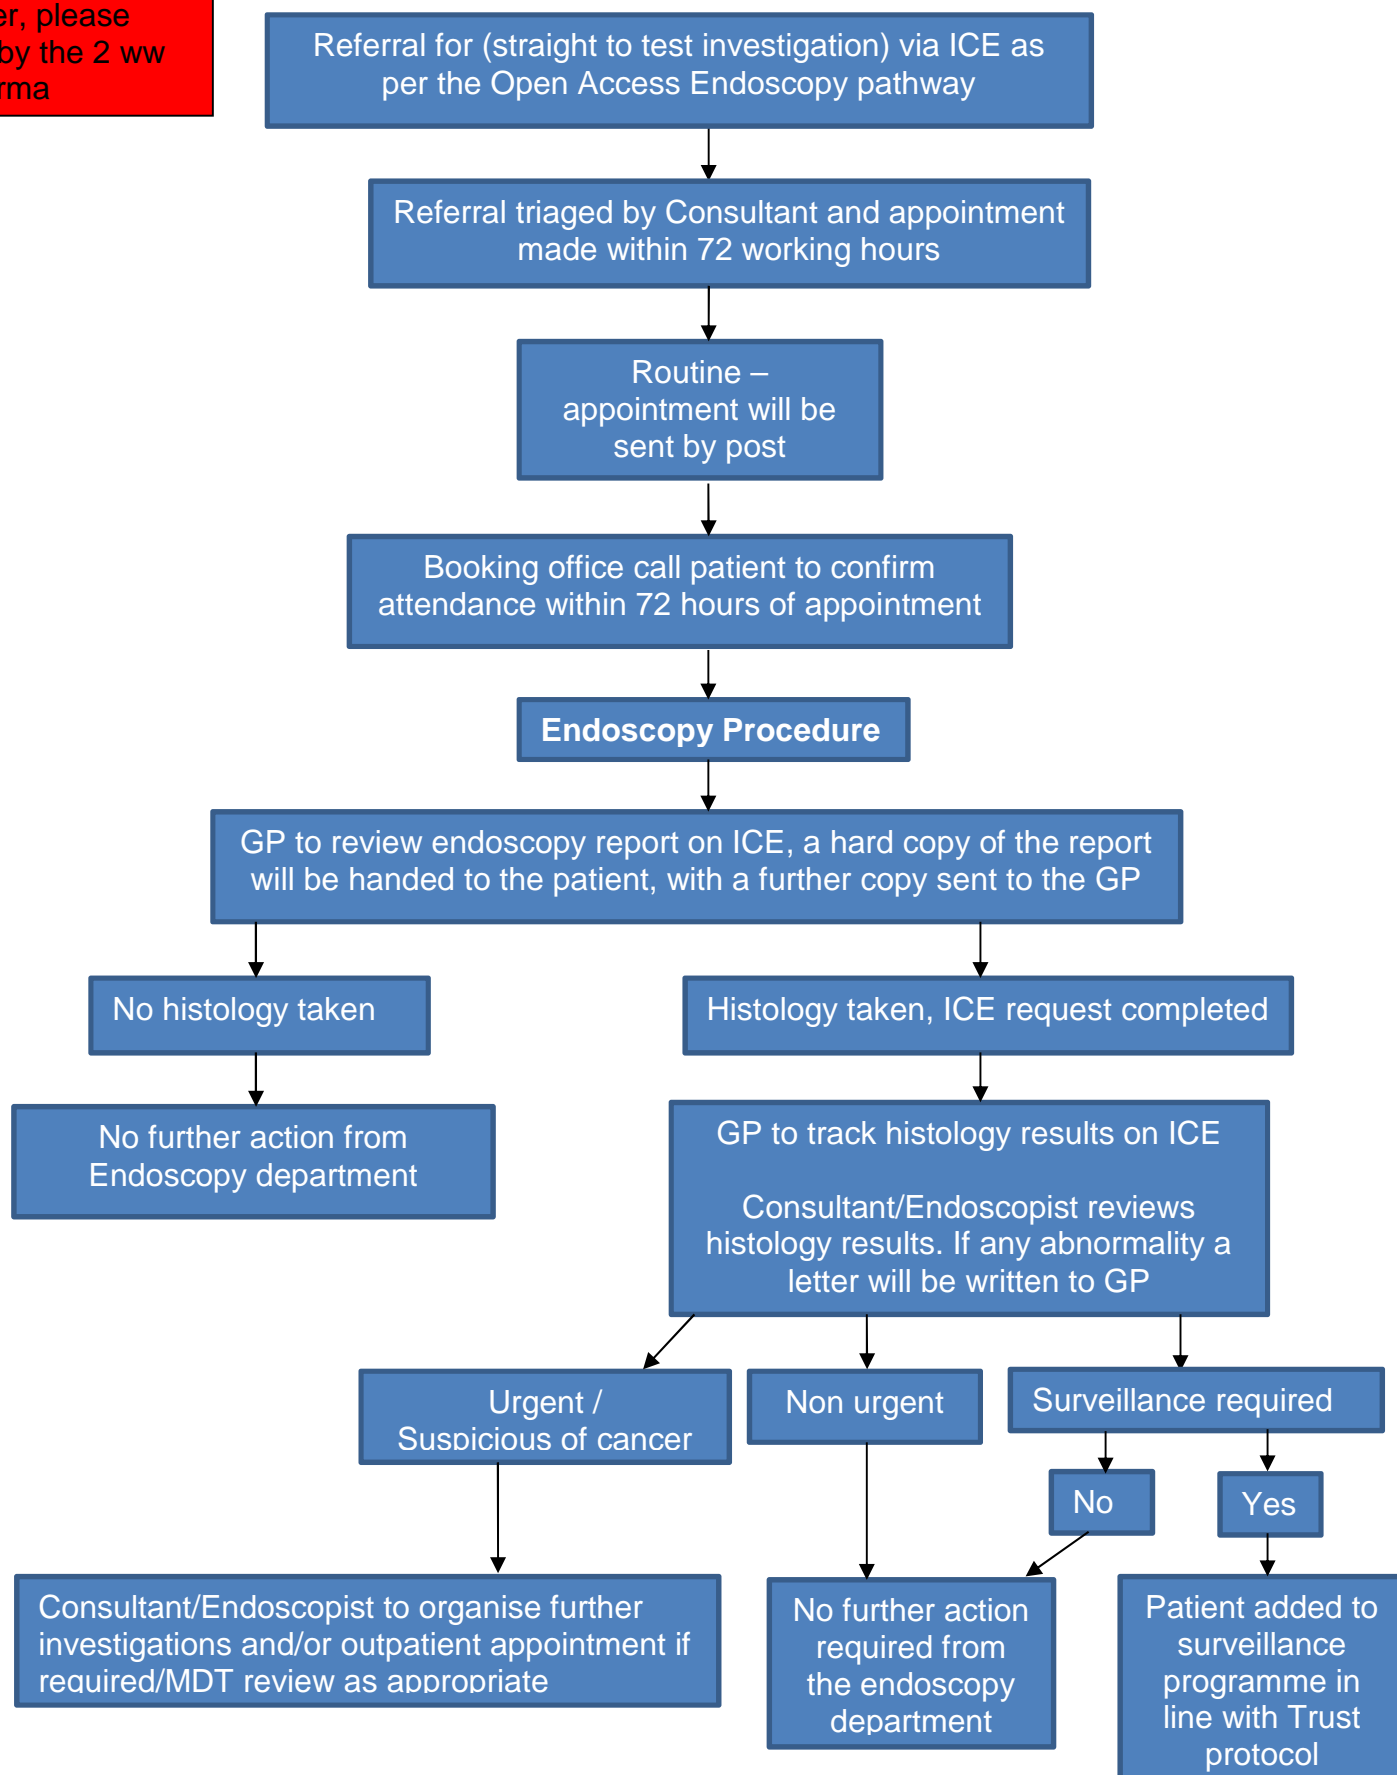 er, please
by the 2 ww
rma
Referral for (straight to test investigation) via ICE as
per the Open Access Endoscopy pathway
Referral triaged by Consultant and appointment
made within 72 working hours
Routine –
appointment will be
sent by post
Booking office call patient to confirm
attendance within 72 hours of appointment
Endoscopy Procedure
GP to review endoscopy report on ICE, a hard copy of the report
will be handed to the patient, with a further copy sent to the GP
No histology taken
Histology taken, ICE request completed
No further action from
Endoscopy department
GP to track histology results on ICE
Consultant/Endoscopist reviews
histology results. If any abnormality a
letter will be written to GP
Urgent /
Suspicious of cancer
Non urgent
Surveillance required
No
Yes
Consultant/Endoscopist to organise further
investigations and/or outpatient appointment if
required/MDT review as appropriate
No further action
required from
the endoscopy
department
Patient added to
surveillance
programme in
line with Trust
protocol